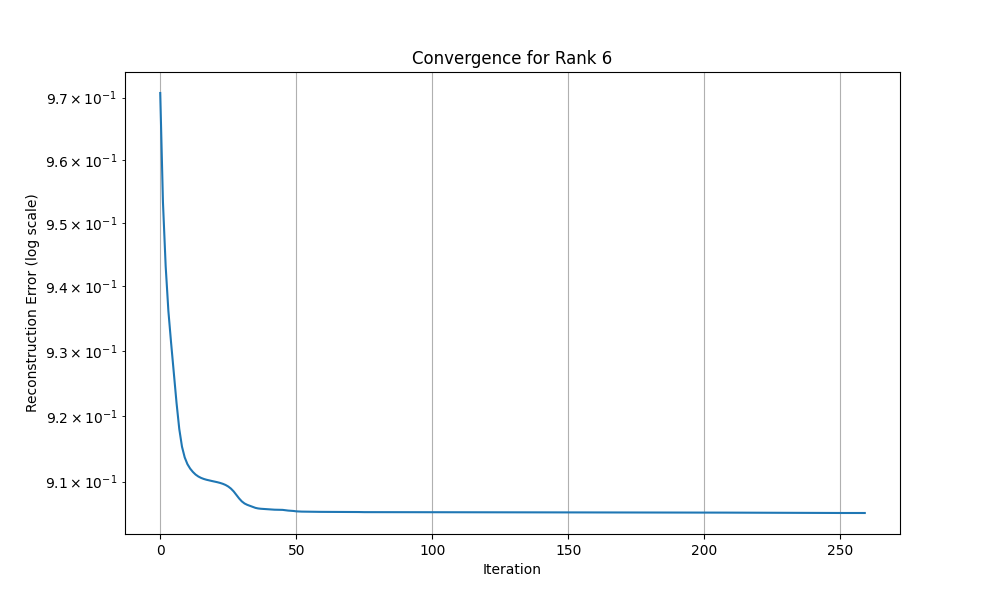 Convergence for Rank 6
Reconstruction Error (log scale)
9.7 × 10⁻¹
9.6 × 10⁻¹
9.5 × 10⁻¹
9.4 × 10⁻¹
9.3 × 10⁻¹
9.2 × 10⁻¹
9.1 × 10⁻¹
0 50 100 150 200 250
Iteration